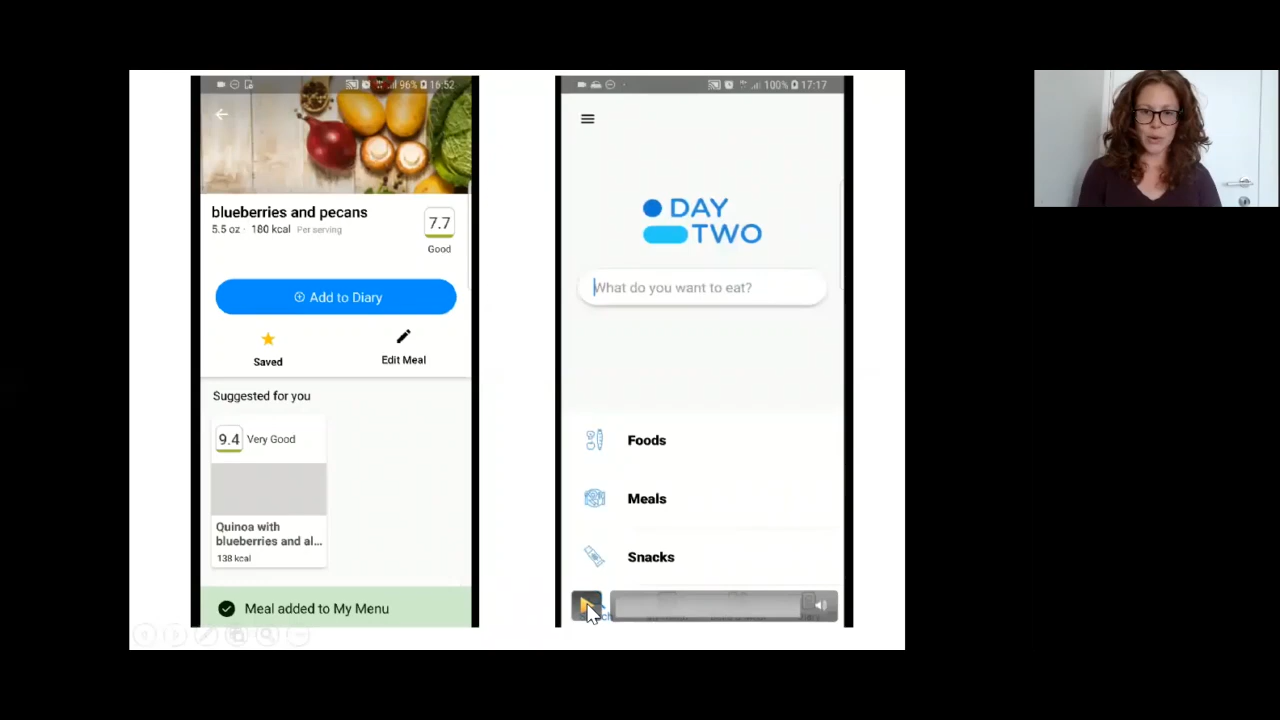 96% 16:52
blueberries and pecans
5.5 oz · 180 kcal Per serving
7.7
Good
Add to Diary
Saved
Edit Meal
Suggested for you
9.4 Very Good
Quinoa with
blueberries and al...
138 kcal
Meal added to My Menu
100% 17:17
DAY
TWO
What do you want to eat?
Foods
Meals
Snacks